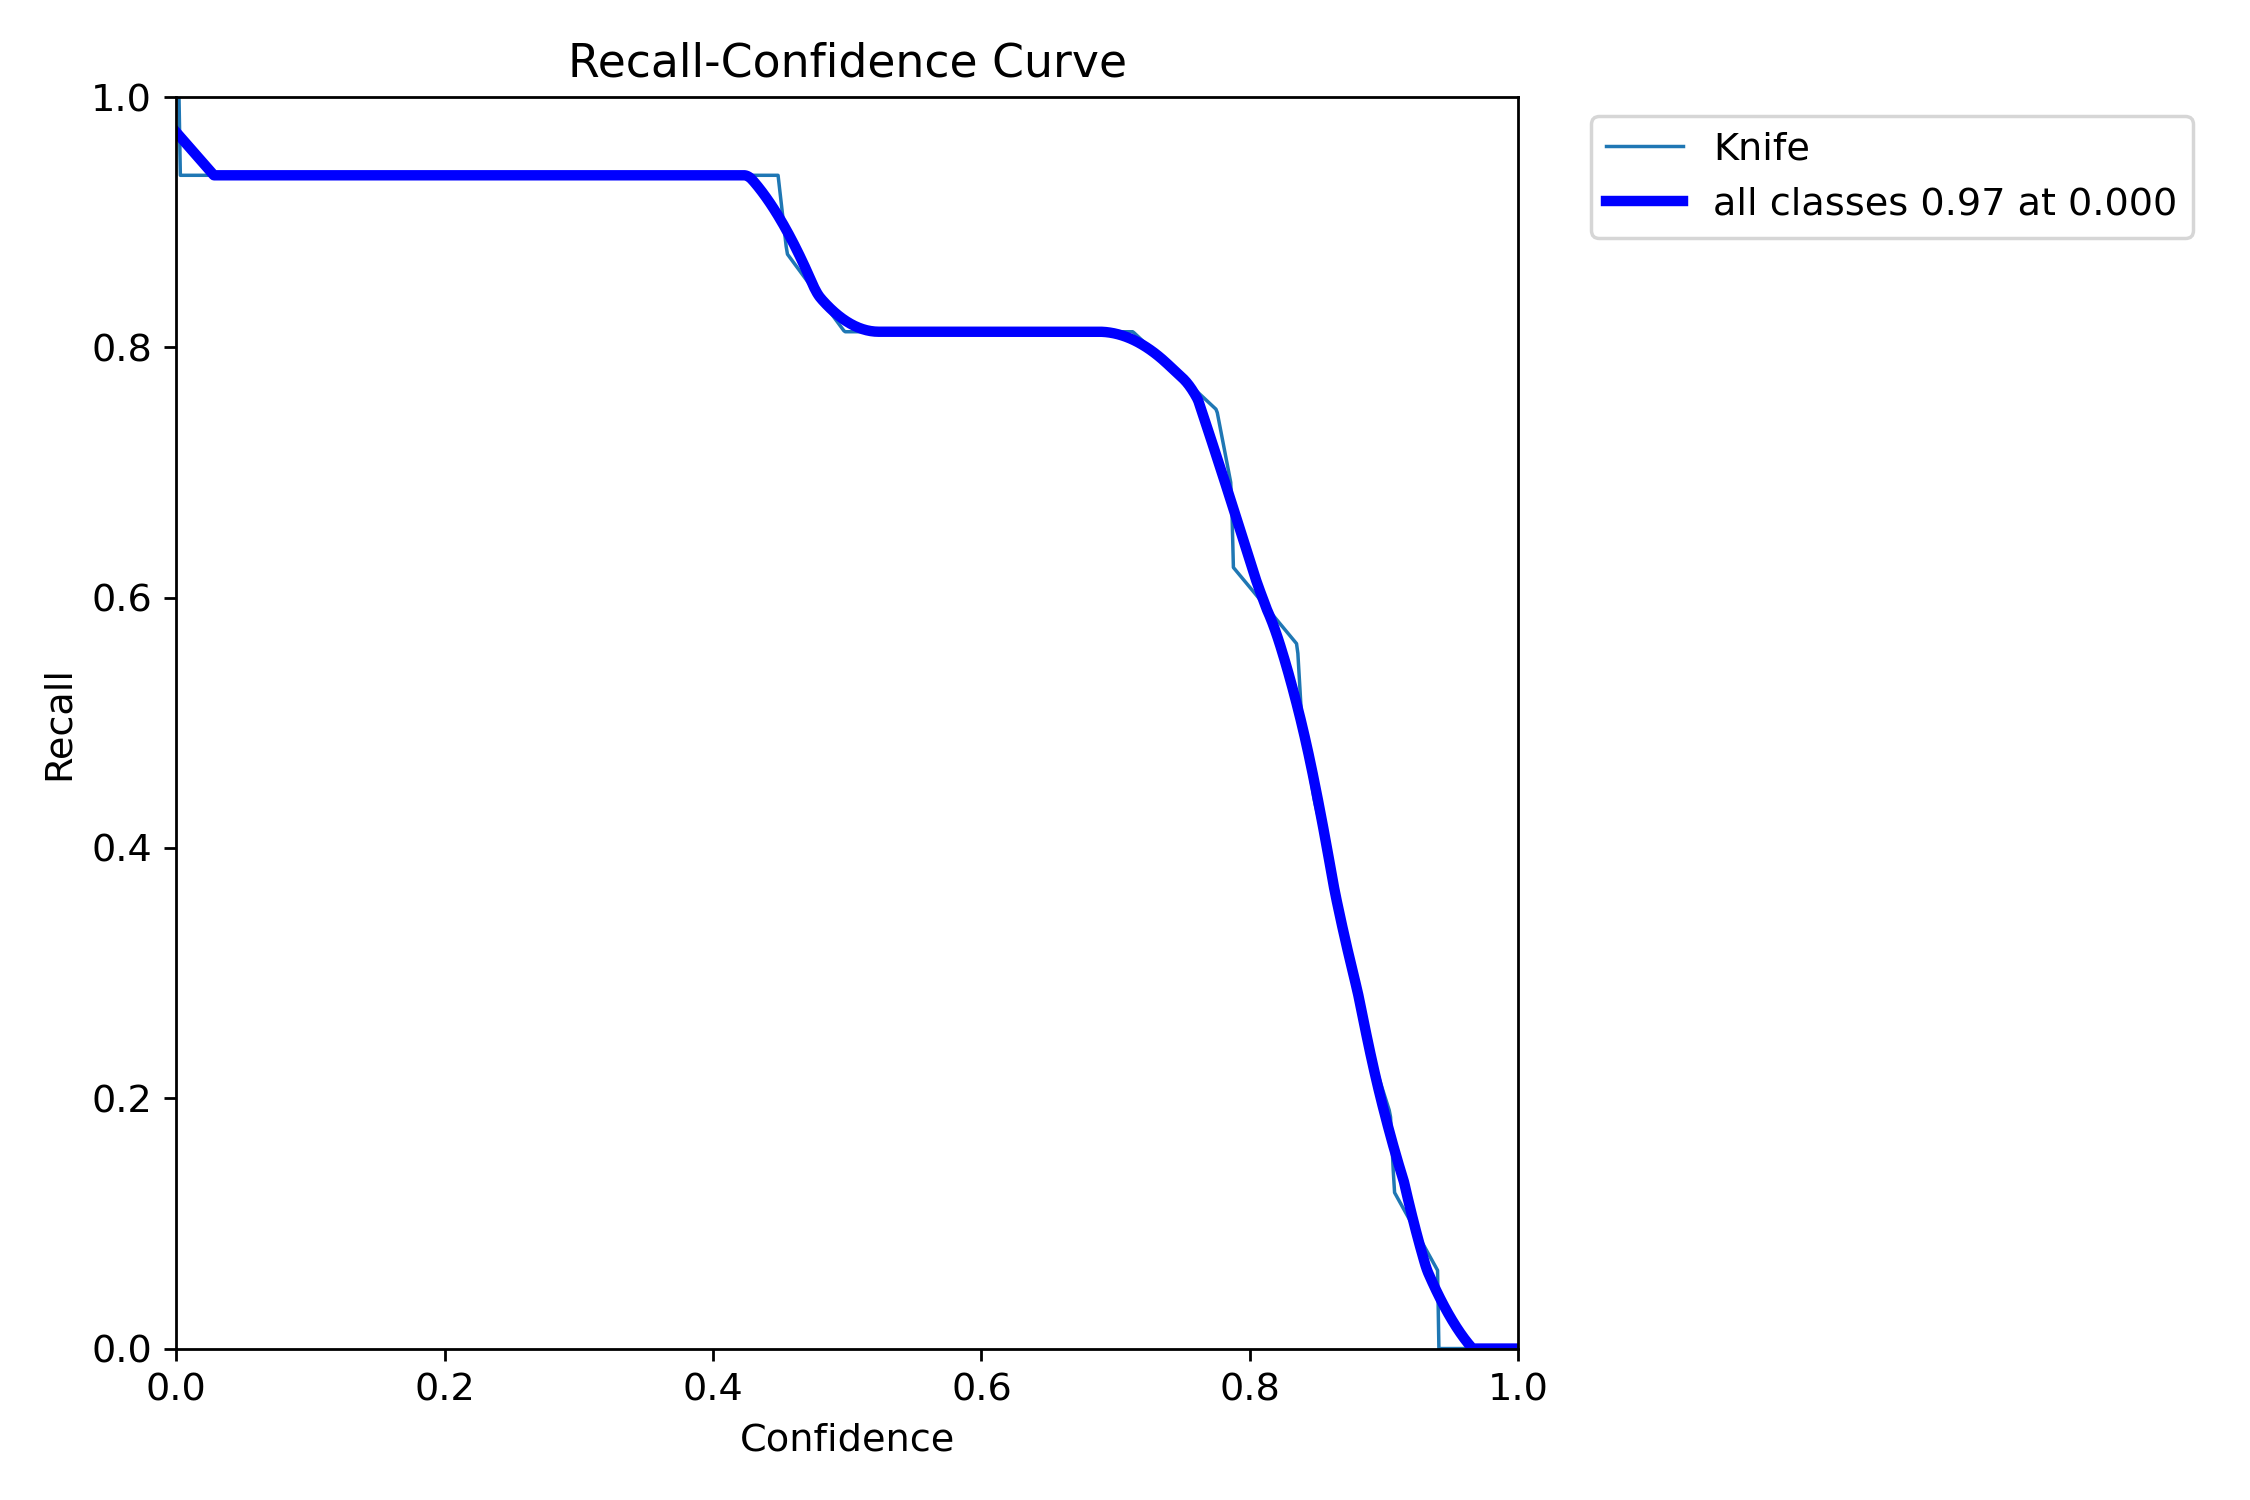 Recall-Confidence Curve
Knife
all classes 0.97 at 0.000
1.0
0.8
0.6
0.4
0.2
0.0
Recall
0.0 0.2 0.4 0.6 0.8 1.0
Confidence